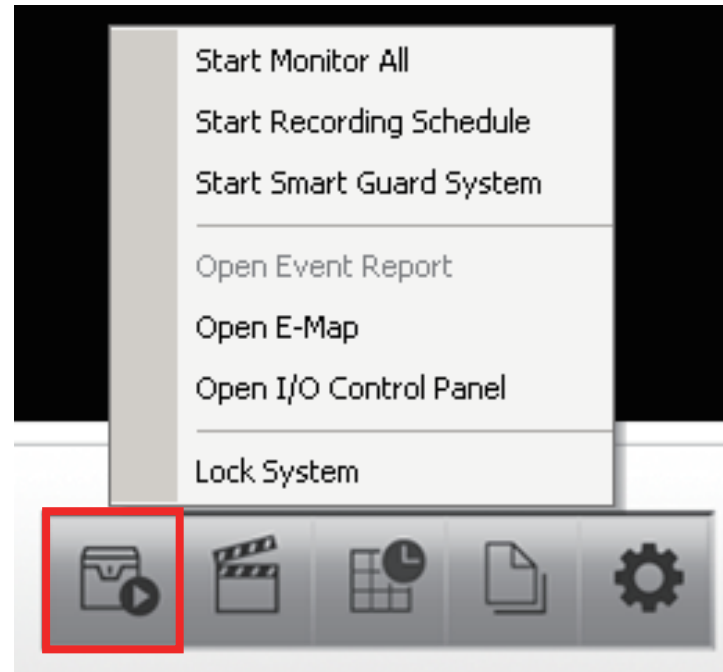 Start Monitor All
Start Recording Schedule
Start Smart Guard System
Open Event Report
Open E-Map
Open I/O Control Panel
Lock System